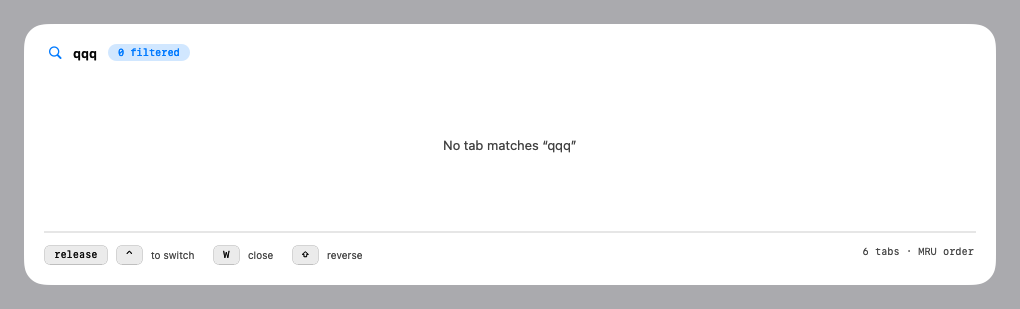 qqq 0 filtered
No tab matches “qqq”
release ^ to switch W close ⇧ reverse
6 tabs · MRU order